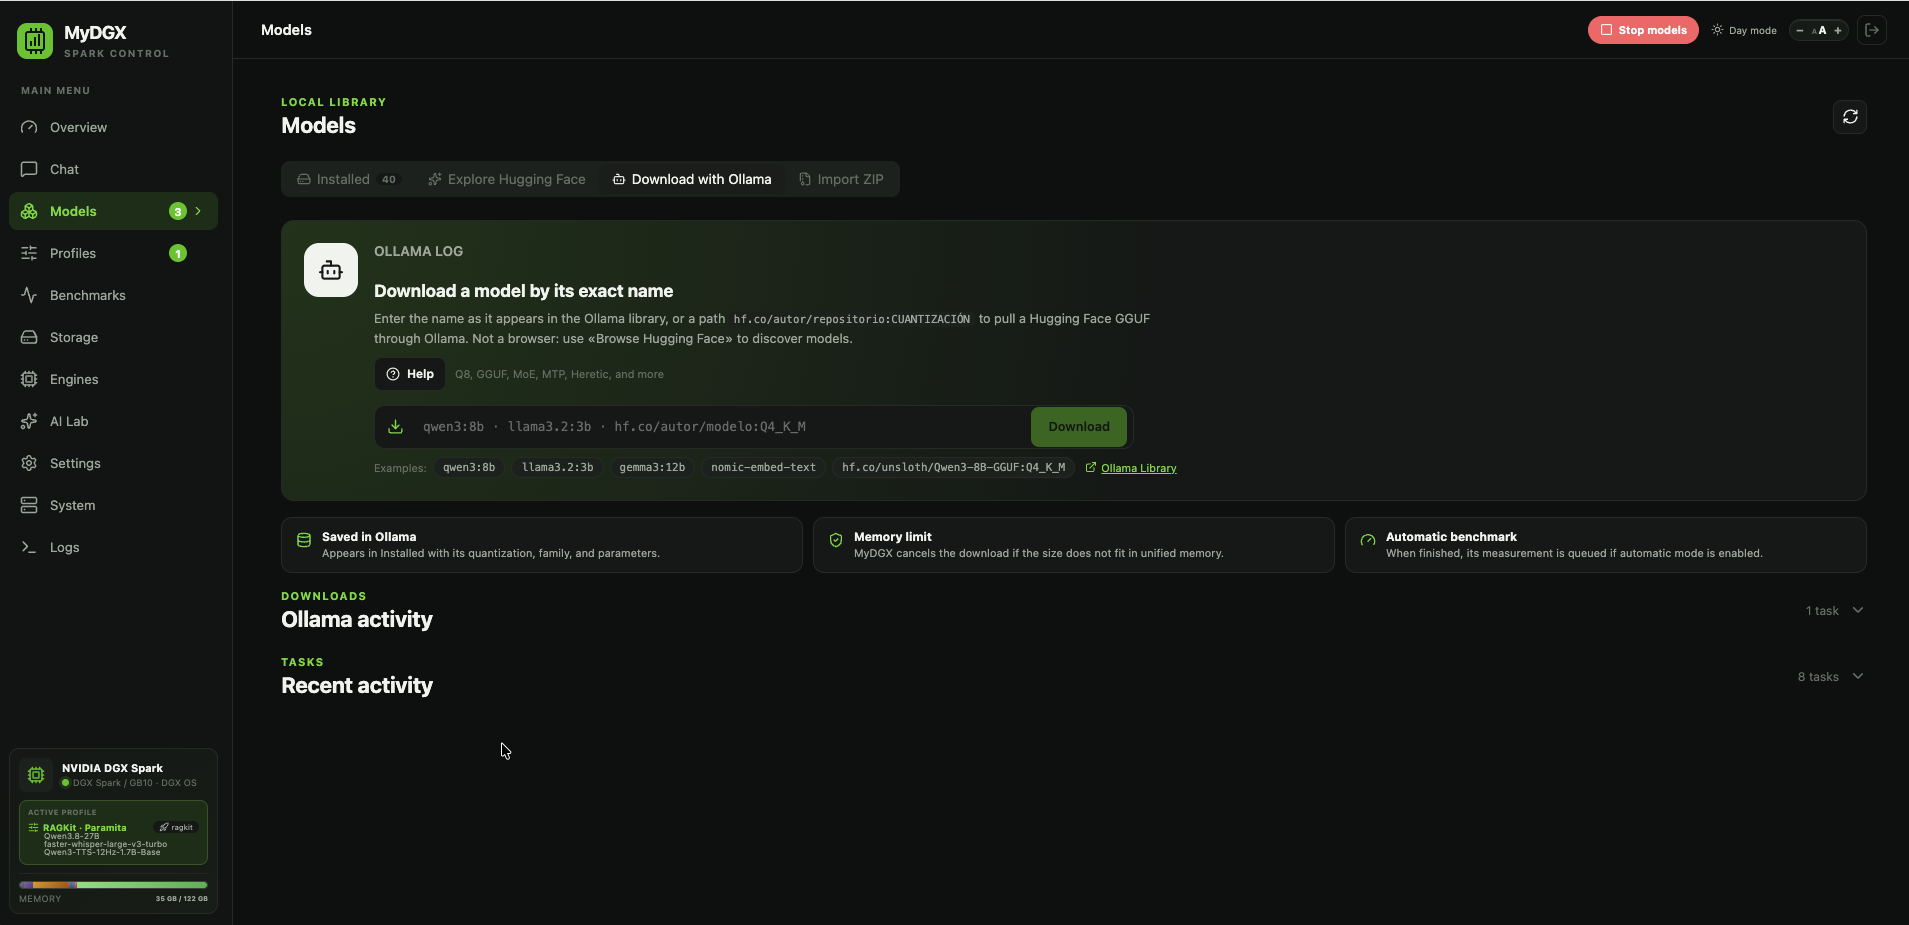 MyDGX
SPARK CONTROL
MAIN MENU
Overview
Chat
Models 3
Profiles 1
Benchmarks
Storage
Engines
AI Lab
Settings
System
Logs
NVIDIA DGX Spark
DGX Spark / GB10 - DGX OS
ACTIVE PROFILE
RAGKit · Paramita ragkit
Qwen3.8-27B
faster-whisper-large-v3-turbo
Qwen3-TTS-12Hz-1.7B-Base
MEMORY 35 GB / 122 GB
Models
Stop models Day mode − A A +
LOCAL LIBRARY
Models
Installed 40 Explore Hugging Face Download with Ollama Import ZIP
OLLAMA LOG
Download a model by its exact name
Enter the name as it appears in the Ollama library, or a path hf.co/autor/repositorio:CUANTIZACIÓN to pull a Hugging Face GGUF
through Ollama. Not a browser: use «Browse Hugging Face» to discover models.
Help Q8, GGUF, MoE, MTP, Heretic, and more
qwen3:8b · llama3.2:3b · hf.co/autor/modelo:Q4_K_M Download
Examples: qwen3:8b llama3.2:3b gemma3:12b nomic-embed-text hf.co/unsloth/Qwen3-8B-GGUF:Q4_K_M Ollama Library
Saved in Ollama
Appears in Installed with its quantization, family, and parameters.
Memory limit
MyDGX cancels the download if the size does not fit in unified memory.
Automatic benchmark
When finished, its measurement is queued if automatic mode is enabled.
DOWNLOADS
Ollama activity 1 task
TASKS
Recent activity 8 tasks